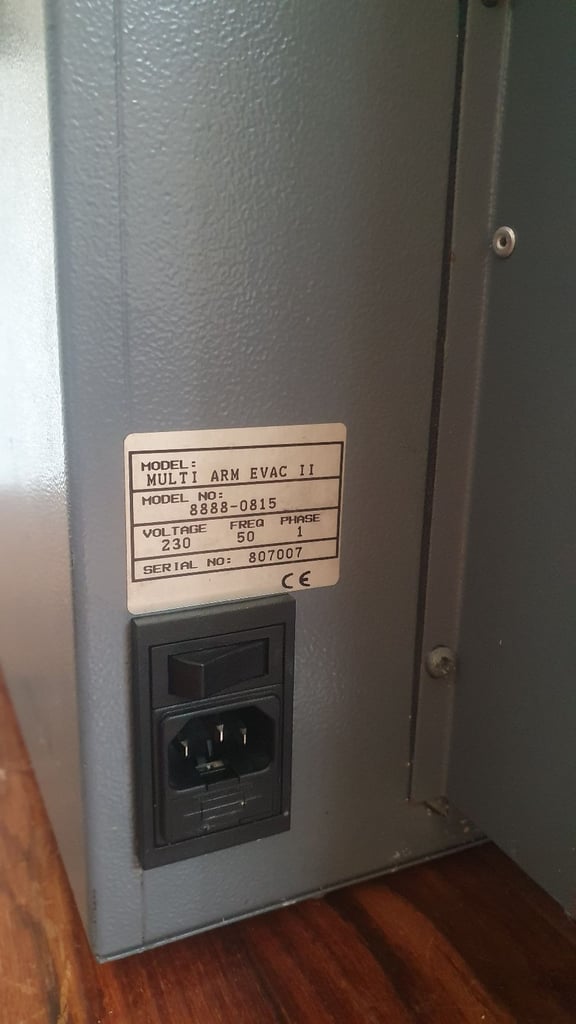 MODEL:
MULTI ARM EVAC II
MODEL NO:
8888-0815
VOLTAGE FREQ PHASE
230 50 1
SERIAL NO: 807007
CE